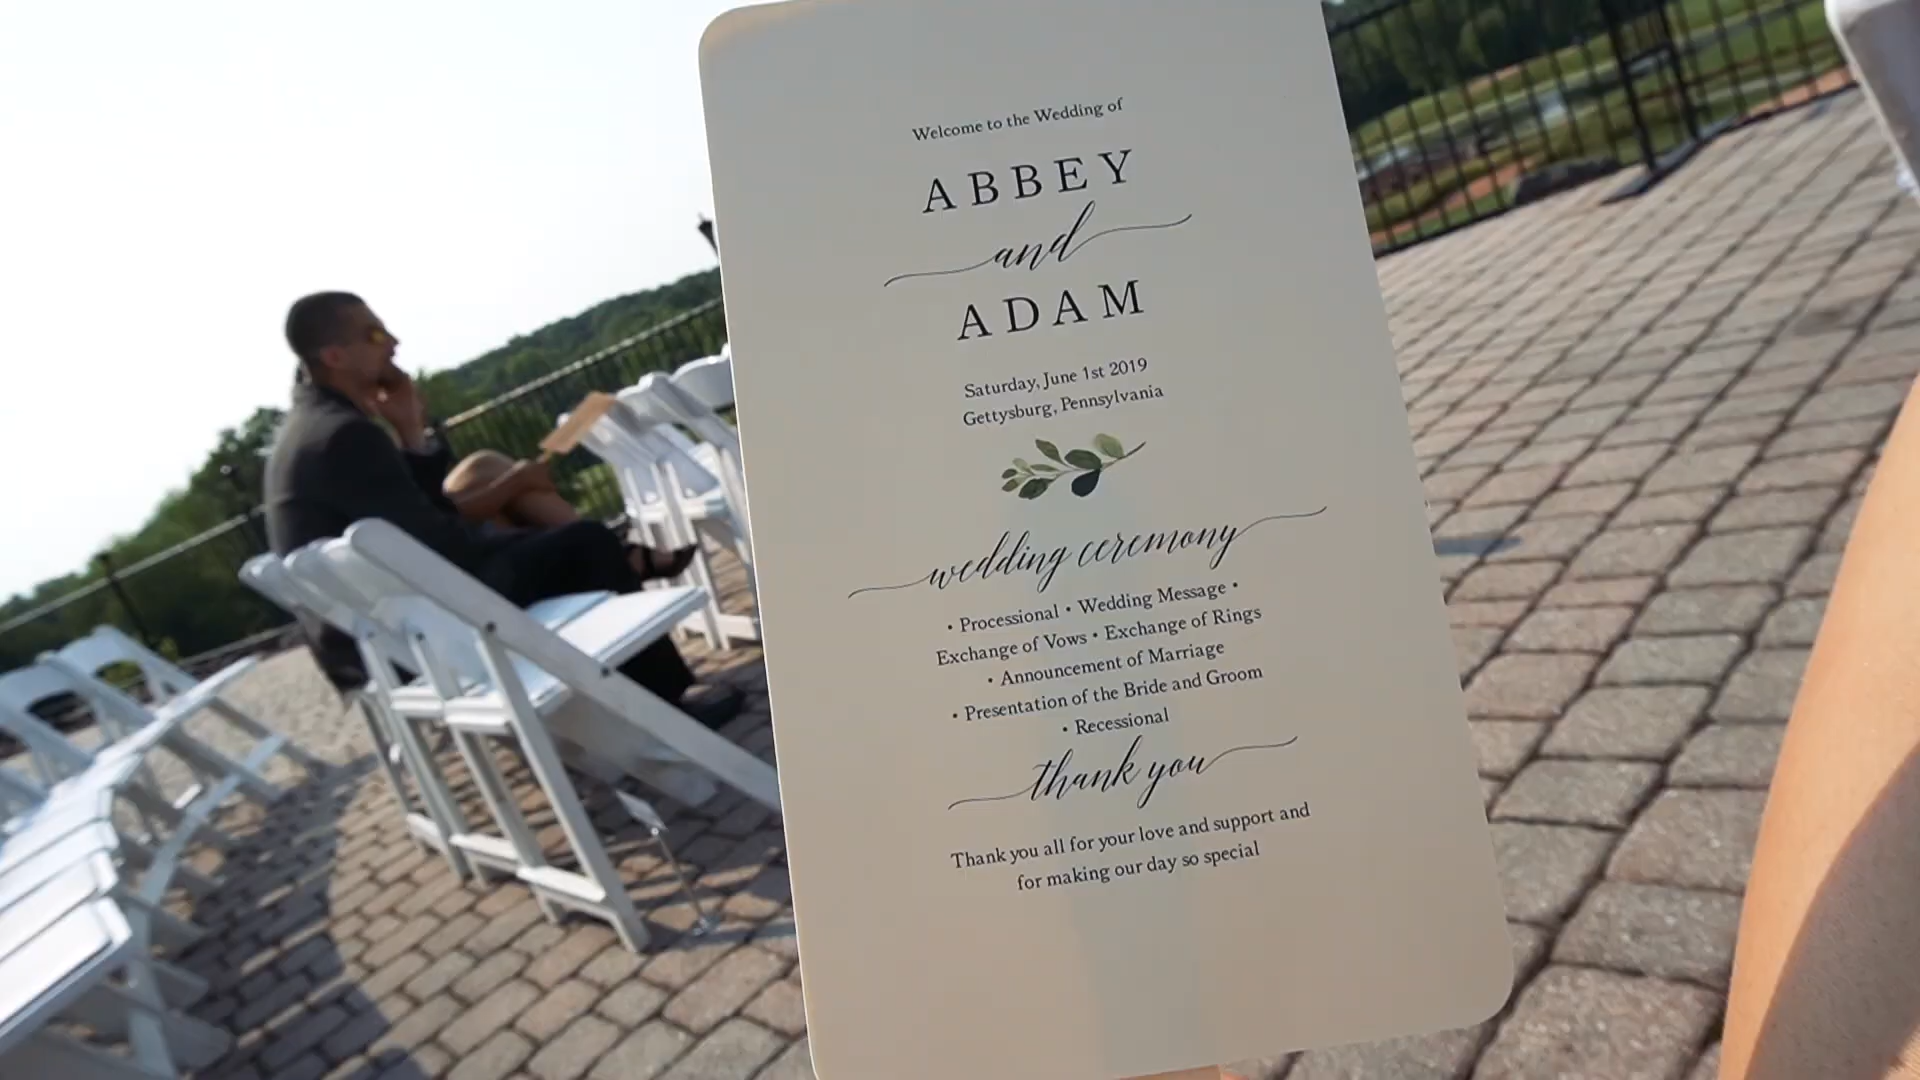 Welcome to the Wedding of
ABBEY
and
ADAM
Saturday, June 1st 2019
Gettysburg, Pennsylvania
wedding ceremony
• Processional • Wedding Message •
Exchange of Vows • Exchange of Rings
• Announcement of Marriage
• Presentation of the Bride and Groom
• Recessional
thank you
Thank you all for your love and support and
for making our day so special